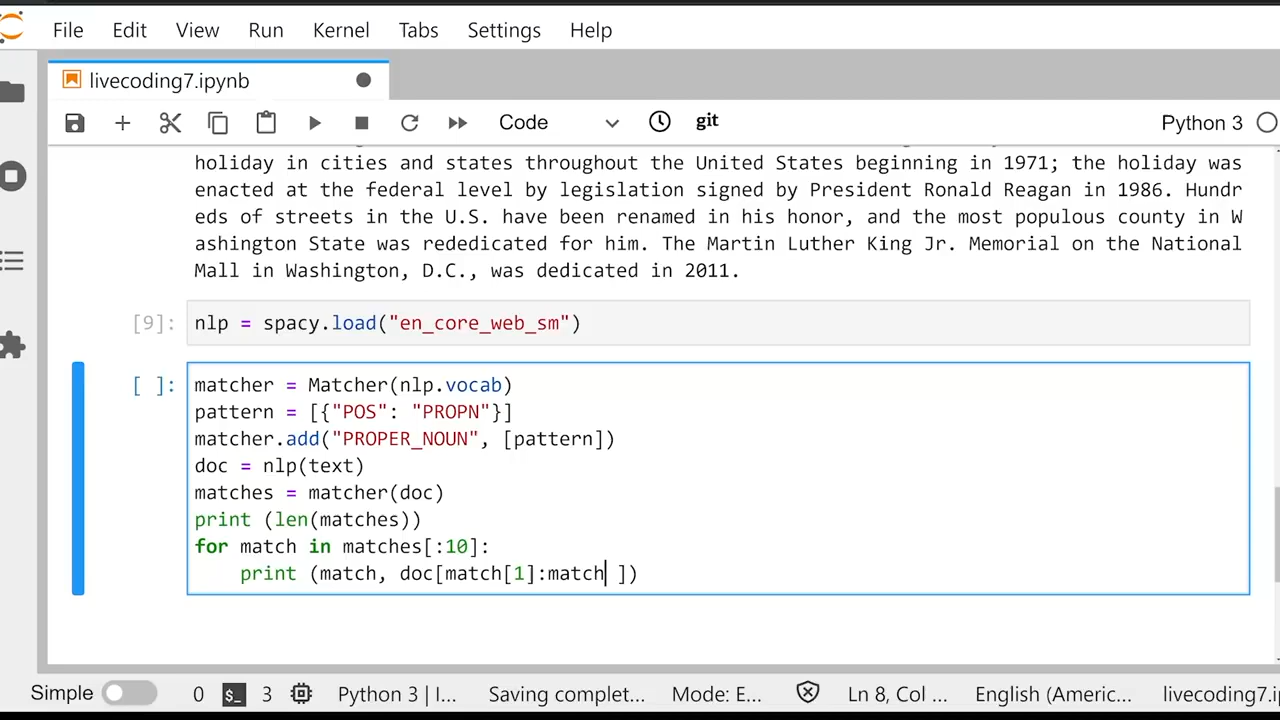 File Edit View Run Kernel Tabs Settings Help
livecoding7.ipynb
Code git Python 3
holiday in cities and states throughout the United States beginning in 1971; the holiday was
enacted at the federal level by legislation signed by President Ronald Reagan in 1986. Hundr
eds of streets in the U.S. have been renamed in his honor, and the most populous county in W
ashington State was rededicated for him. The Martin Luther King Jr. Memorial on the National
Mall in Washington, D.C., was dedicated in 2011.
[9]: nlp = spacy.load("en_core_web_sm")
[ ]: matcher = Matcher(nlp.vocab)
pattern = [{"POS": "PROPN"}]
matcher.add("PROPER_NOUN", [pattern])
doc = nlp(text)
matches = matcher(doc)
print (len(matches))
for match in matches[:10]:
    print (match, doc[match[1]:match ])
Simple 0 $_ 3 Python 3 | I... Saving complet... Mode: E... Ln 8, Col ... English (Americ... livecoding7.ip